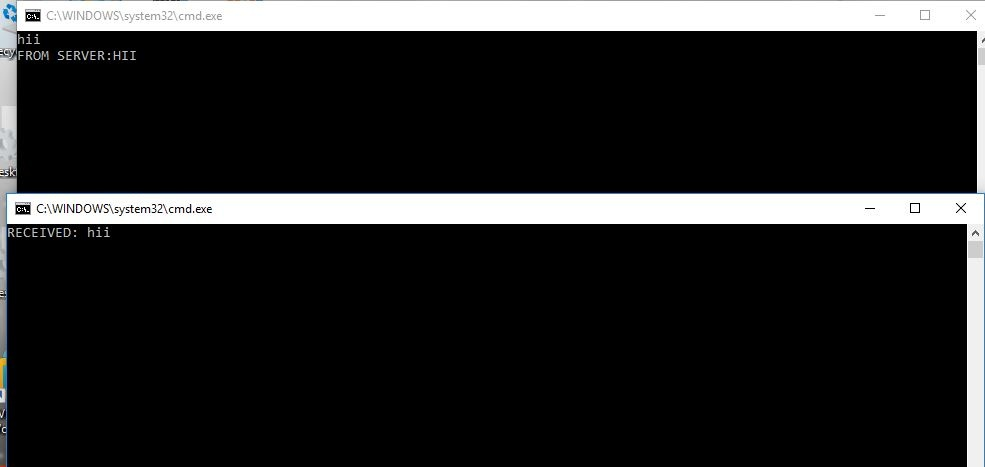 C:\WINDOWS\system32\cmd.exe
hii
FROM SERVER:HII
C:\WINDOWS\system32\cmd.exe
RECEIVED: hii